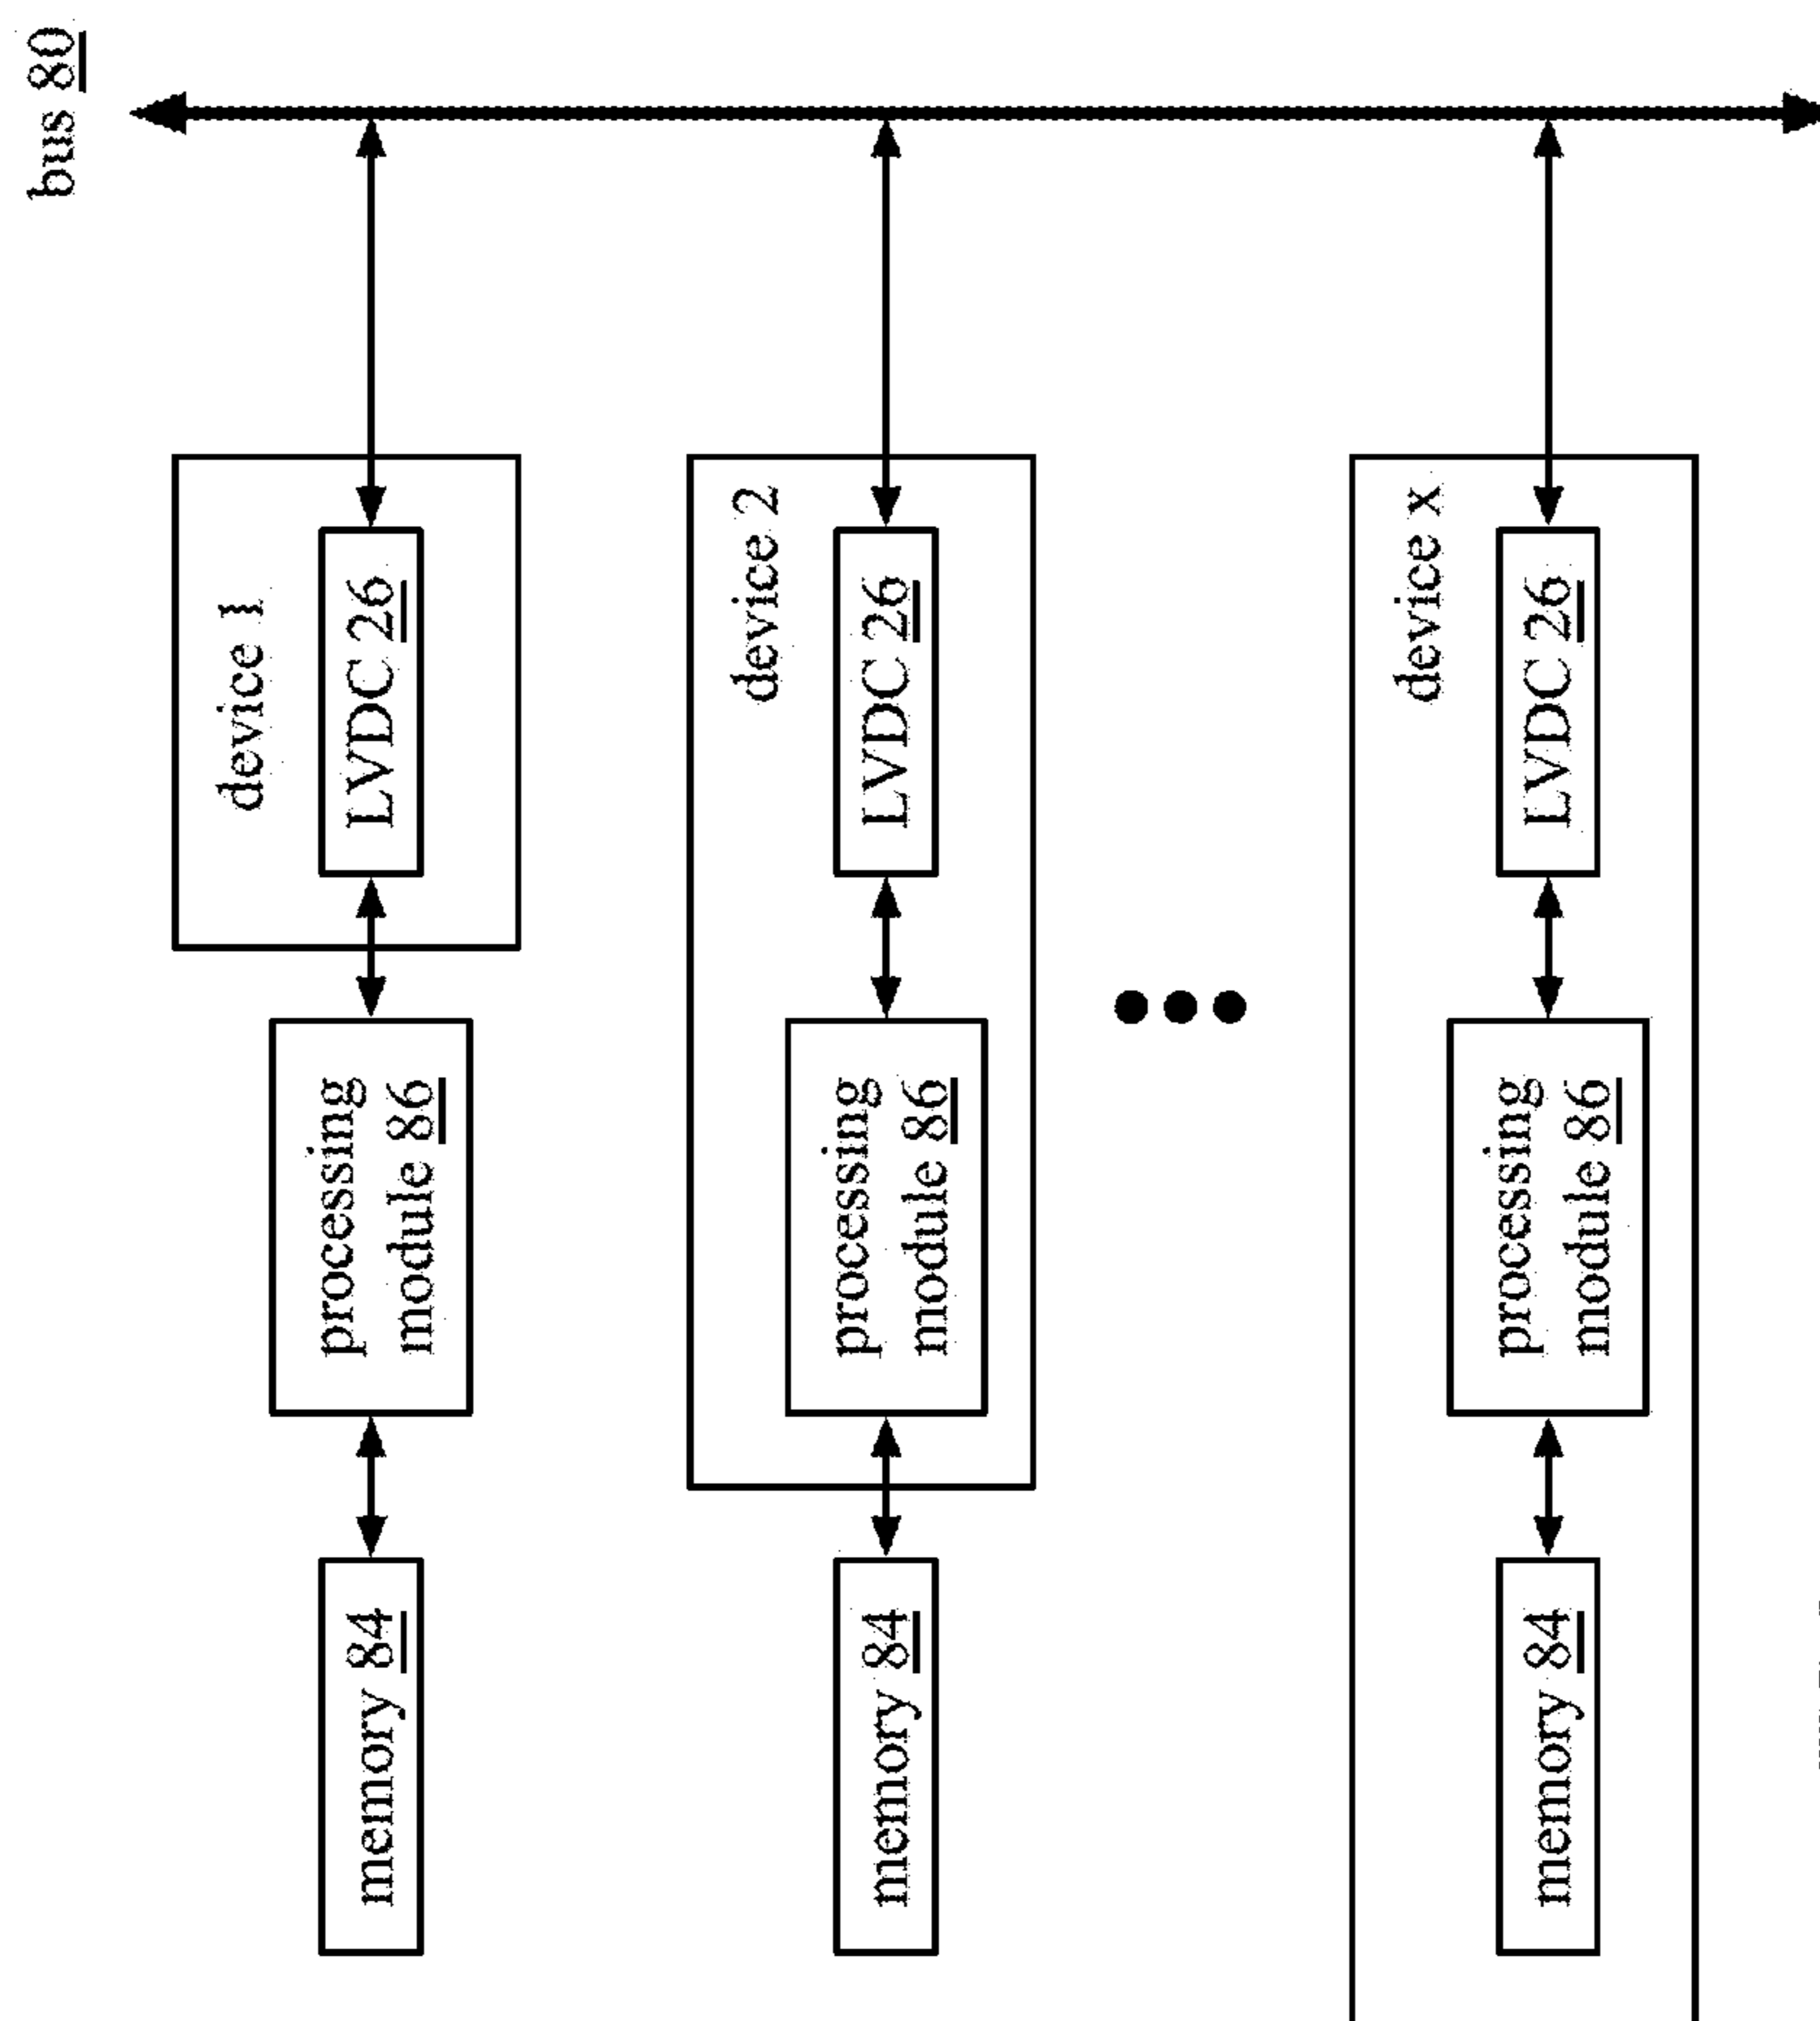 bus 80
device 1
LVDC 26
processing
module 86
memory 84
device 2
LVDC 26
processing
module 86
memory 84
device x
LVDC 26
processing
module 86
memory 84